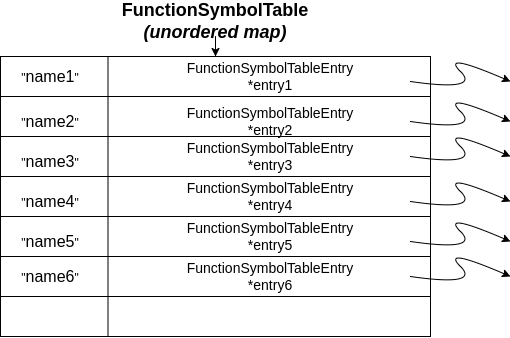 FunctionSymbolTable
(unordered map)
"name1"
FunctionSymbolTableEntry
*entry1
"name2"
FunctionSymbolTableEntry
*entry2
"name3"
FunctionSymbolTableEntry
*entry3
"name4"
FunctionSymbolTableEntry
*entry4
"name5"
FunctionSymbolTableEntry
*entry5
"name6"
FunctionSymbolTableEntry
*entry6